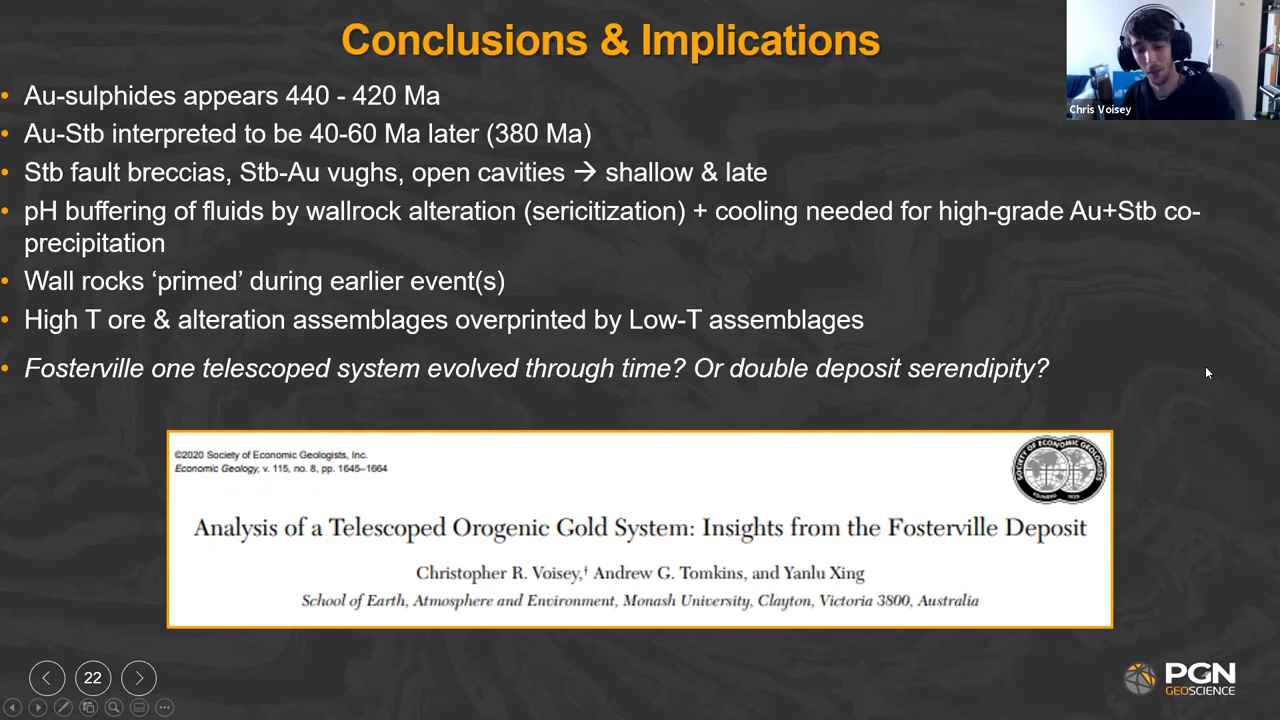 Conclusions & Implications
Chris Voisey
• Au-sulphides appears 440 - 420 Ma
• Au-Stb interpreted to be 40-60 Ma later (380 Ma)
• Stb fault breccias, Stb-Au vughs, open cavities → shallow & late
• pH buffering of fluids by wallrock alteration (sericitization) + cooling needed for high-grade Au+Stb co-
precipitation
• Wall rocks ‘primed’ during earlier event(s)
• High T ore & alteration assemblages overprinted by Low-T assemblages
• Fosterville one telescoped system evolved through time? Or double deposit serendipity?
©2020 Society of Economic Geologists, Inc.
Economic Geology, v. 115, no. 8, pp. 1645–1664
SOCIETY OF ECONOMIC GEOLOGISTS
Analysis of a Telescoped Orogenic Gold System: Insights from the Fosterville Deposit
Christopher R. Voisey,† Andrew G. Tomkins, and Yanlu Xing
School of Earth, Atmosphere and Environment, Monash University, Clayton, Victoria 3800, Australia
22
PGN
GEOSCIENCE